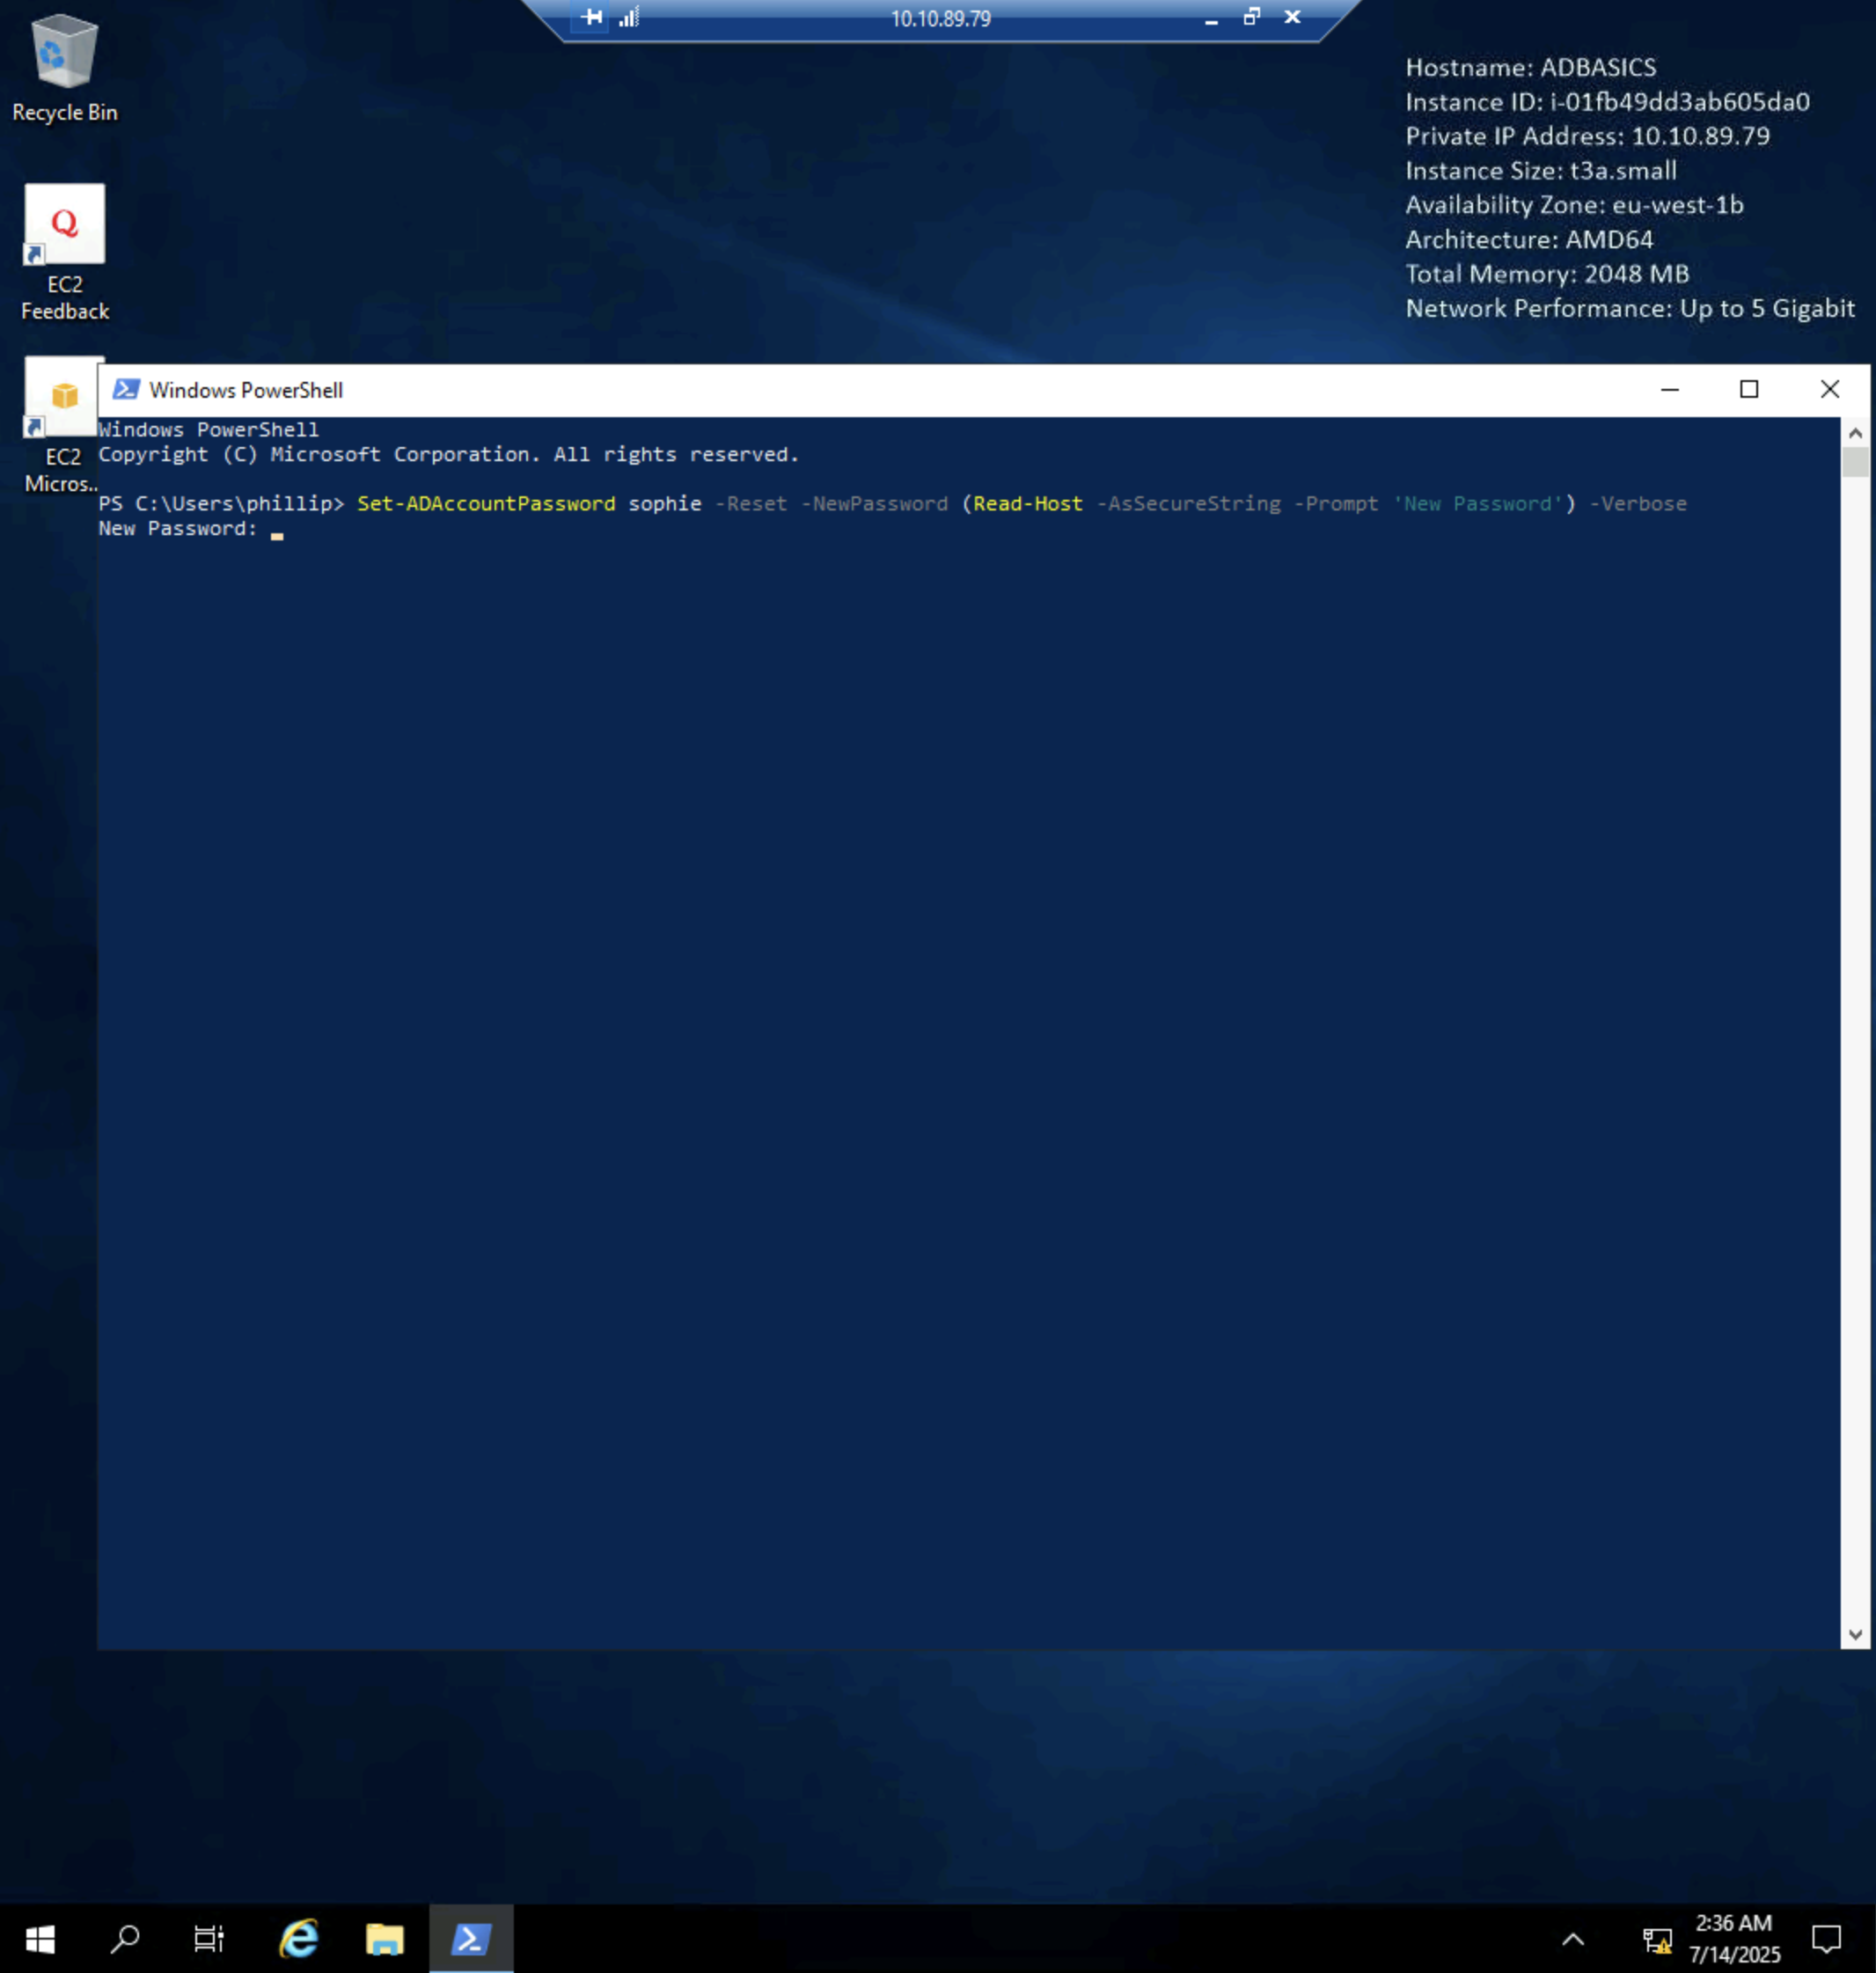 10.10.89.79
Recycle Bin
Hostname: ADBASICS
Instance ID: i-01fb49dd3ab605da0
Private IP Address: 10.10.89.79
Instance Size: t3a.small
Availability Zone: eu-west-1b
Architecture: AMD64
Total Memory: 2048 MB
Network Performance: Up to 5 Gigabit
EC2
Feedback
EC2
Micros..
Windows PowerShell
Windows PowerShell
Copyright (C) Microsoft Corporation. All rights reserved.
PS C:\Users\phillip> Set-ADAccountPassword sophie -Reset -NewPassword (Read-Host -AsSecureString -Prompt 'New Password') -Verbose
New Password:
2:36 AM
7/14/2025